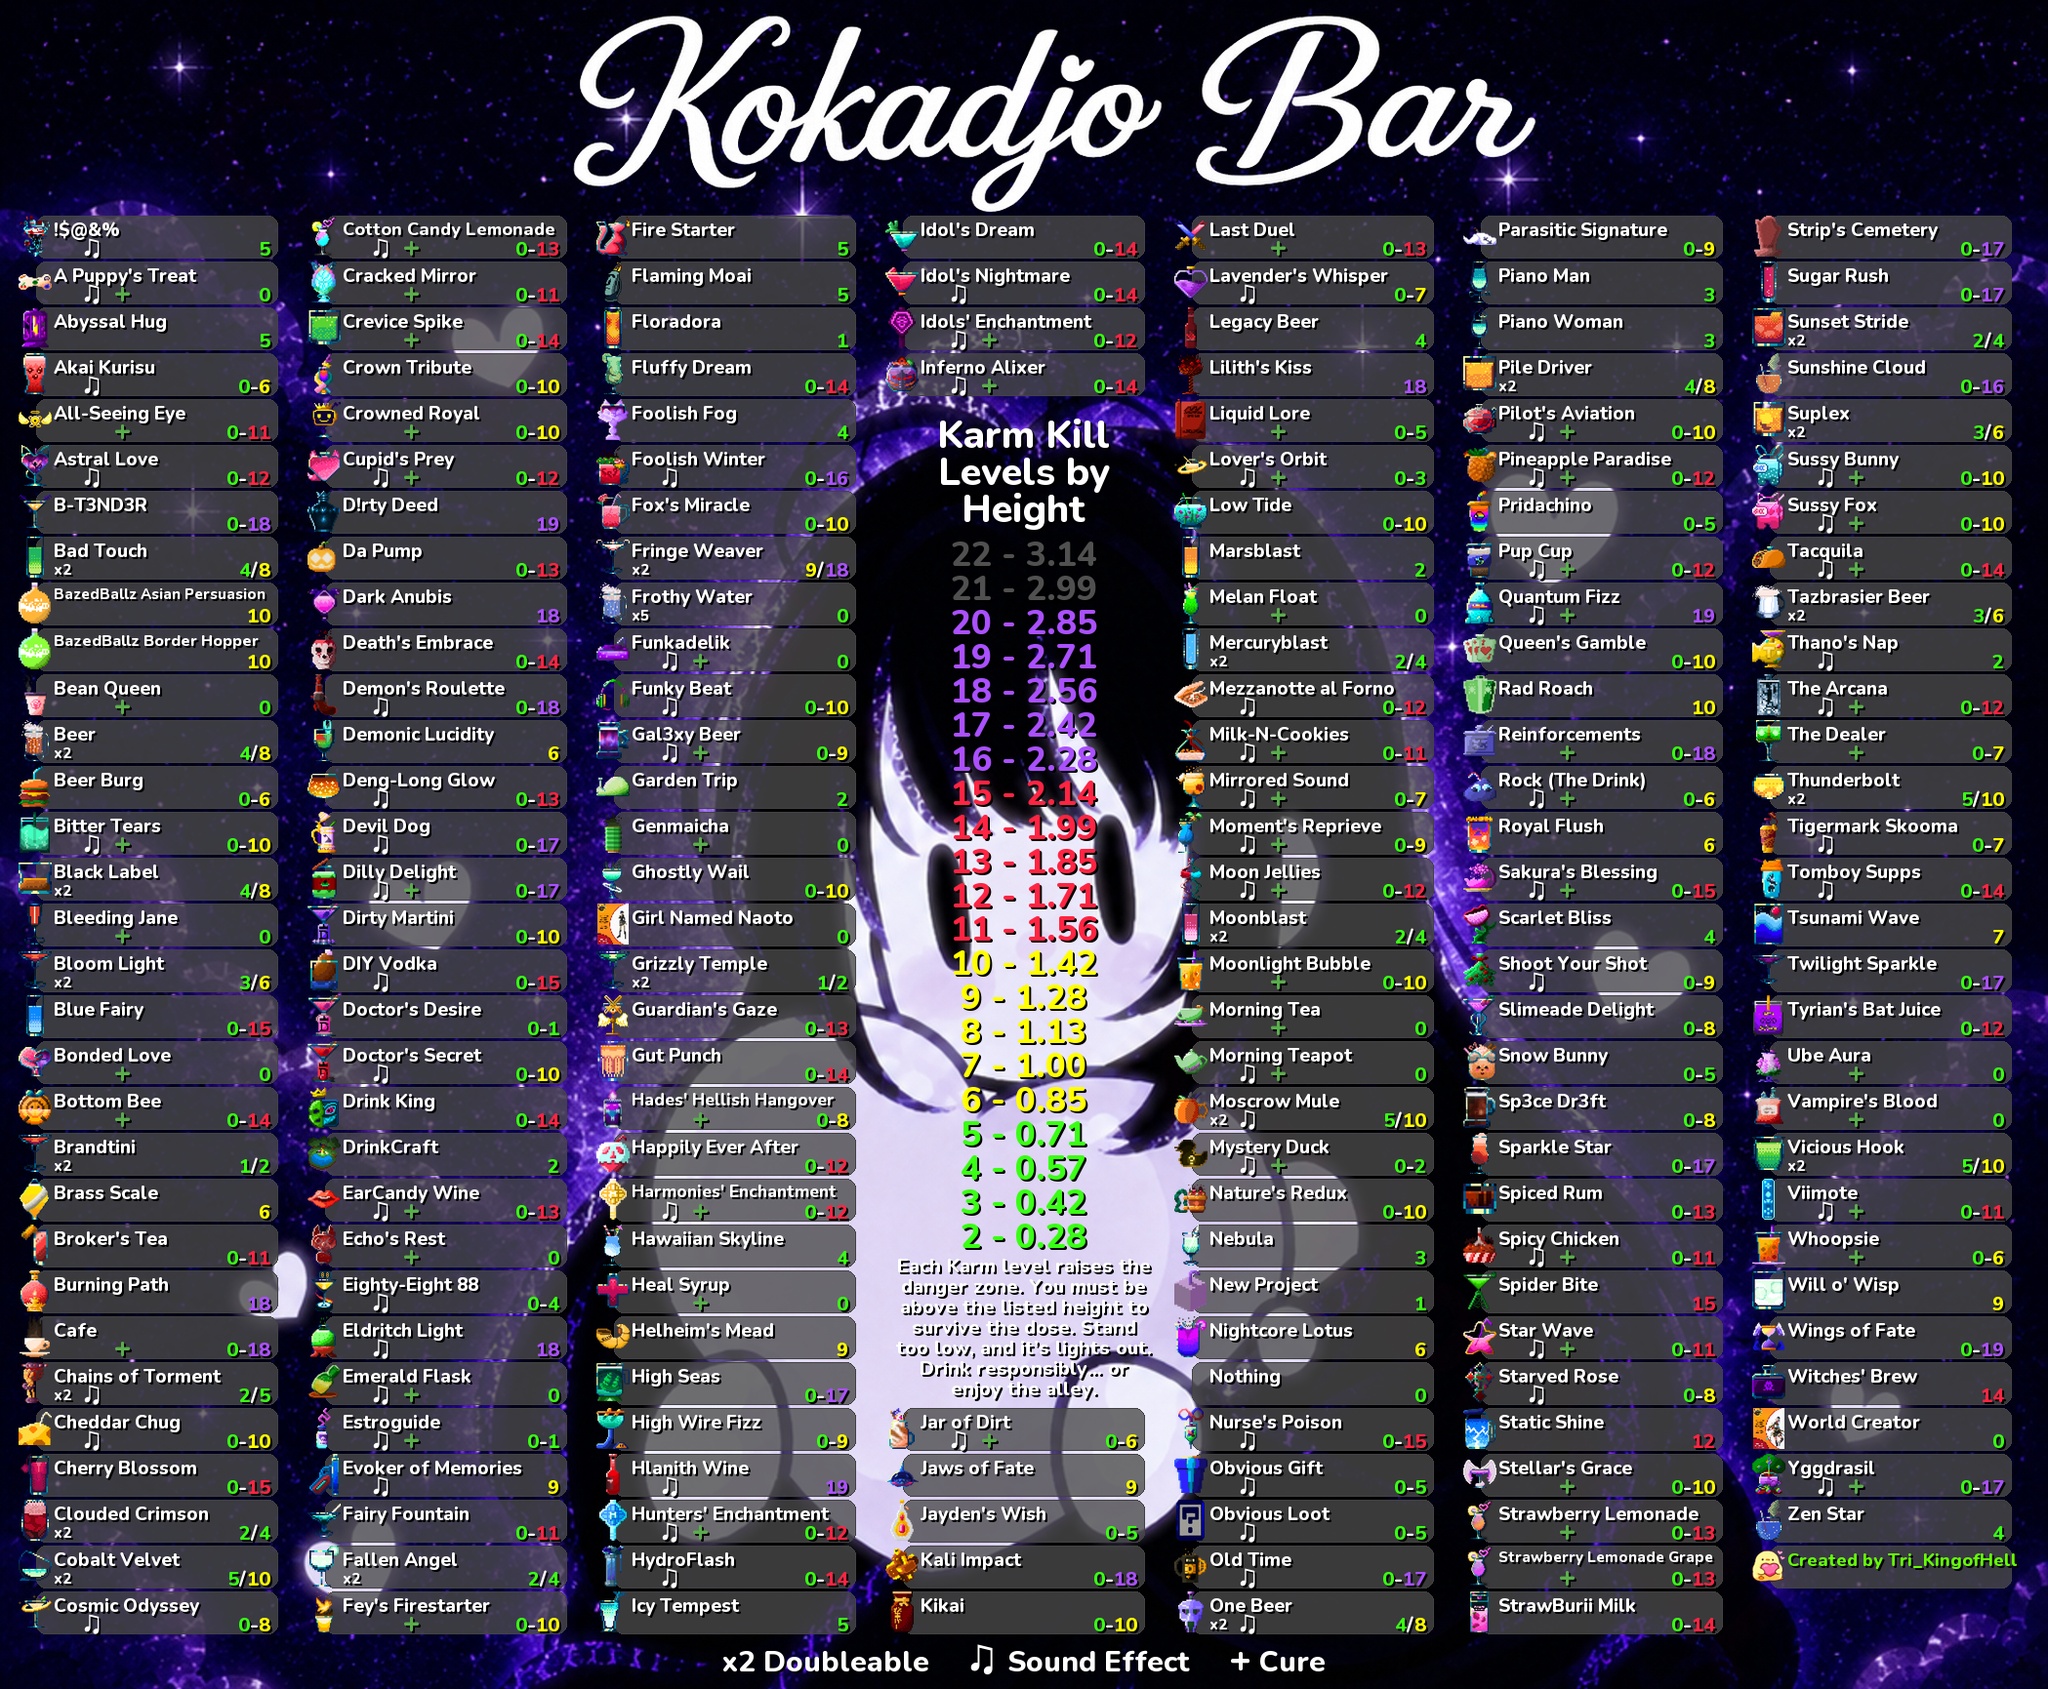 Kokadjo Bar
!$@&%
♫ 5
A Puppy's Treat
♫ + 0
Abyssal Hug
5
Akai Kurisu
♫ 0-6
All-Seeing Eye
+ 0-11
Astral Love
♫ 0-12
B-T3ND3R
0-18
Bad Touch
x2 4/8
BazedBallz Asian Persuasion
10
BazedBallz Border Hopper
10
Bean Queen
+ 0
Beer
x2 4/8
Beer Burg
0-6
Bitter Tears
♫ + 0-10
Black Label
x2 4/8
Bleeding Jane
+ 0
Bloom Light
x2 3/6
Blue Fairy
0-15
Bonded Love
+ 0
Bottom Bee
+ 0-14
Brandtini
x2 1/2
Brass Scale
6
Broker's Tea
0-11
Burning Path
18
Cafe
+ 0-18
Chains of Torment
x2 ♫ 2/5
Cheddar Chug
♫ 0-10
Cherry Blossom
0-15
Clouded Crimson
x2 2/4
Cobalt Velvet
x2 5/10
Cosmic Odyssey
♫ 0-8
Cotton Candy Lemonade
♫ + 0-13
Cracked Mirror
+ 0-11
Crevice Spike
+ 0-14
Crown Tribute
0-10
Crowned Royal
+ 0-10
Cupid's Prey
♫ + 0-12
D!rty Deed
19
Da Pump
0-13
Dark Anubis
18
Death's Embrace
0-14
Demon's Roulette
♫ 0-18
Demonic Lucidity
6
Deng-Long Glow
♫ 0-13
Devil Dog
♫ 0-17
Dilly Delight
♫ + 0-17
Dirty Martini
0-10
DIY Vodka
♫ 0-15
Doctor's Desire
0-1
Doctor's Secret
♫ 0-10
Drink King
0-14
DrinkCraft
2
EarCandy Wine
♫ + 0-13
Echo's Rest
+ 0
Eighty-Eight 88
♫ 0-4
Eldritch Light
♫ 18
Emerald Flask
♫ + 0
Estroguide
♫ + 0-1
Evoker of Memories
♫ 9
Fairy Fountain
0-11
Fallen Angel
x2 2/4
Fey's Firestarter
+ 0-10
Fire Starter
5
Flaming Moai
5
Floradora
1
Fluffy Dream
0-14
Foolish Fog
4
Foolish Winter
♫ 0-16
Fox's Miracle
0-10
Fringe Weaver
x2 9/18
Frothy Water
x5 0
Funkadelik
♫ + 0
Funky Beat
♫ 0-10
Gal3xy Beer
♫ + 0-9
Garden Trip
2
Genmaicha
+ 0
Ghostly Wail
0-10
Girl Named Naoto
0
Grizzly Temple
x2 1/2
Guardian's Gaze
0-13
Gut Punch
0-14
Hades' Hellish Hangover
+ 0-8
Happily Ever After
0-12
Harmonies' Enchantment
♫ + 0-12
Hawaiian Skyline
4
Heal Syrup
+ 0
Helheim's Mead
9
High Seas
0-17
High Wire Fizz
0-9
Hlanith Wine
♫ 19
Hunters' Enchantment
♫ + 0-12
HydroFlash
♫ 0-14
Icy Tempest
5
Idol's Dream
0-14
Idol's Nightmare
♫ 0-14
Idols' Enchantment
♫ + 0-12
Inferno Alixer
♫ + 0-14
Karm Kill
Levels by
Height
22 - 3.14
21 - 2.99
20 - 2.85
19 - 2.71
18 - 2.56
17 - 2.42
16 - 2.28
15 - 2.14
14 - 1.99
13 - 1.85
12 - 1.71
11 - 1.56
10 - 1.42
9 - 1.28
8 - 1.13
7 - 1.00
6 - 0.85
5 - 0.71
4 - 0.57
3 - 0.42
2 - 0.28
Each Karm level raises the
danger zone. You must be
above the listed height to
survive the dose. Stand
too low, and it's lights out.
Drink responsibly... or
enjoy the alley.
Jar of Dirt
♫ + 0-6
Jaws of Fate
9
Jayden's Wish
0-5
Kali Impact
0-18
Kikai
0-10
Last Duel
+ 0-13
Lavender's Whisper
♫ 0-7
Legacy Beer
4
Lilith's Kiss
18
Liquid Lore
+ 0-5
Lover's Orbit
♫ + 0-3
Low Tide
0-10
Marsblast
2
Melan Float
+ 0
Mercuryblast
x2 2/4
Mezzanotte al Forno
♫ 0-12
Milk-N-Cookies
♫ + 0-11
Mirrored Sound
♫ + 0-7
Moment's Reprieve
♫ + 0-9
Moon Jellies
♫ + 0-12
Moonblast
x2 2/4
Moonlight Bubble
0-10
Morning Tea
+ 0
Morning Teapot
♫ + 0
Moscrow Mule
x2 ♫ 5/10
Mystery Duck
♫ + 0-2
Nature's Redux
0-10
Nebula
3
New Project
1
Nightcore Lotus
6
Nothing
0
Nurse's Poison
♫ 0-15
Obvious Gift
♫ 0-5
Obvious Loot
♫ 0-5
Old Time
♫ 0-17
One Beer
x2 ♫ 4/8
Parasitic Signature
0-9
Piano Man
3
Piano Woman
3
Pile Driver
x2 4/8
Pilot's Aviation
♫ + 0-10
Pineapple Paradise
♫ + 0-12
Pridachino
0-5
Pup Cup
♫ + 0-12
Quantum Fizz
♫ + 19
Queen's Gamble
0-10
Rad Roach
10
Reinforcements
+ 0-18
Rock (The Drink)
♫ + 0-6
Royal Flush
6
Sakura's Blessing
♫ + 0-15
Scarlet Bliss
4
Shoot Your Shot
♫ 0-9
Slimeade Delight
0-8
Snow Bunny
0-5
Sp3ce Dr3ft
0-8
Sparkle Star
0-17
Spiced Rum
0-13
Spicy Chicken
♫ + 0-11
Spider Bite
15
Star Wave
♫ + 0-11
Starved Rose
♫ 0-8
Static Shine
12
Stellar's Grace
+ 0-10
Strawberry Lemonade
+ 0-13
Strawberry Lemonade Grape
+ 0-13
StrawBurii Milk
0-14
Strip's Cemetery
0-17
Sugar Rush
0-17
Sunset Stride
x2 2/4
Sunshine Cloud
0-16
Suplex
x2 3/6
Sussy Bunny
♫ + 0-10
Sussy Fox
♫ + 0-10
Tacquila
♫ + 0-14
Tazbrasier Beer
x2 3/6
Thano's Nap
♫ 2
The Arcana
♫ + 0-12
The Dealer
+ 0-7
Thunderbolt
x2 5/10
Tigermark Skooma
♫ 0-7
Tomboy Supps
♫ 0-14
Tsunami Wave
7
Twilight Sparkle
0-17
Tyrian's Bat Juice
0-12
Ube Aura
+ 0
Vampire's Blood
+ 0
Vicious Hook
x2 5/10
Viimote
♫ + 0-11
Whoopsie
+ 0-6
Will o' Wisp
9
Wings of Fate
0-19
Witches' Brew
14
World Creator
0
Yggdrasil
♫ + 0-17
Zen Star
4
Created by Tri_KingofHell
x2 Doubleable ♫ Sound Effect + Cure